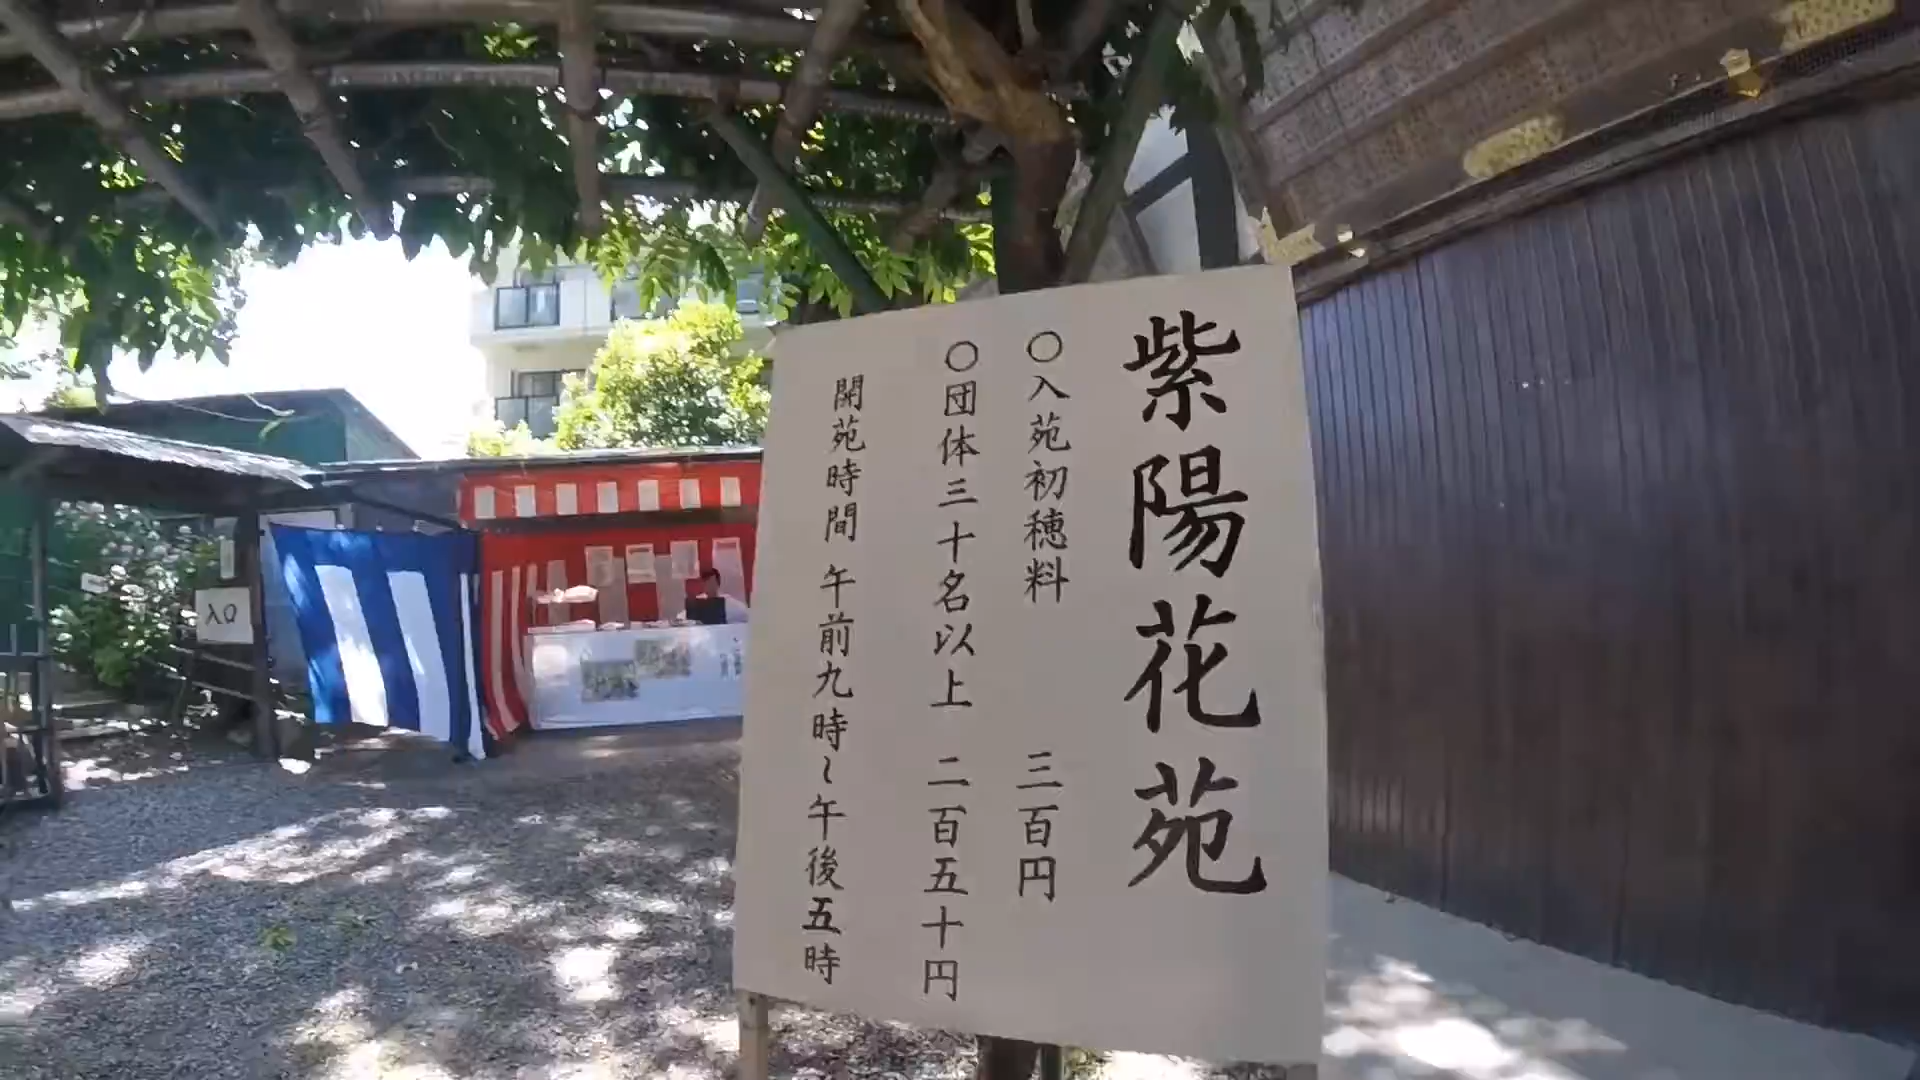 紫陽花苑
〇入苑初穂料 三百円
〇団体三十名以上 二百五十円
開苑時間 午前九時~午後五時
入口